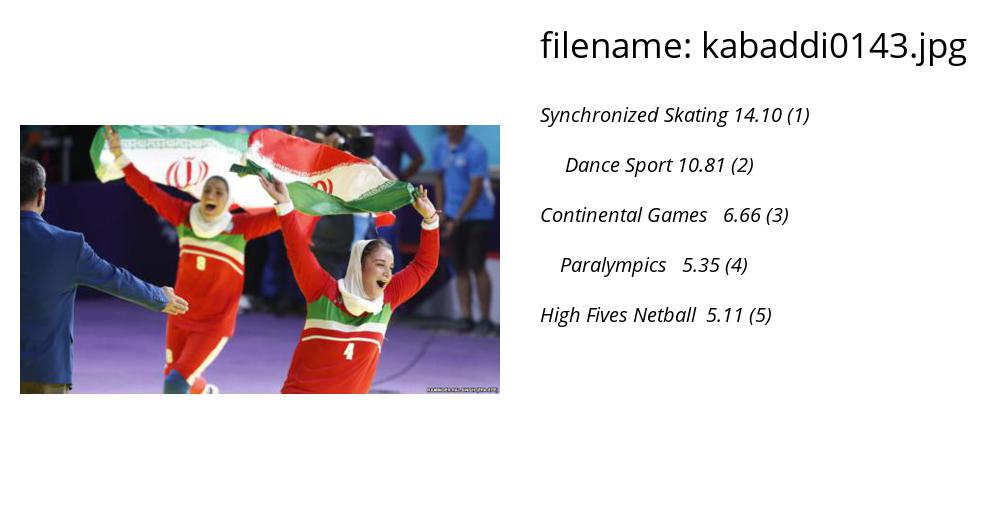 filename: kabaddi0143.jpg
Synchronized Skating 14.10 (1)
Dance Sport 10.81 (2)
Continental Games 6.66 (3)
Paralympics 5.35 (4)
High Fives Netball 5.11 (5)
8
4
8